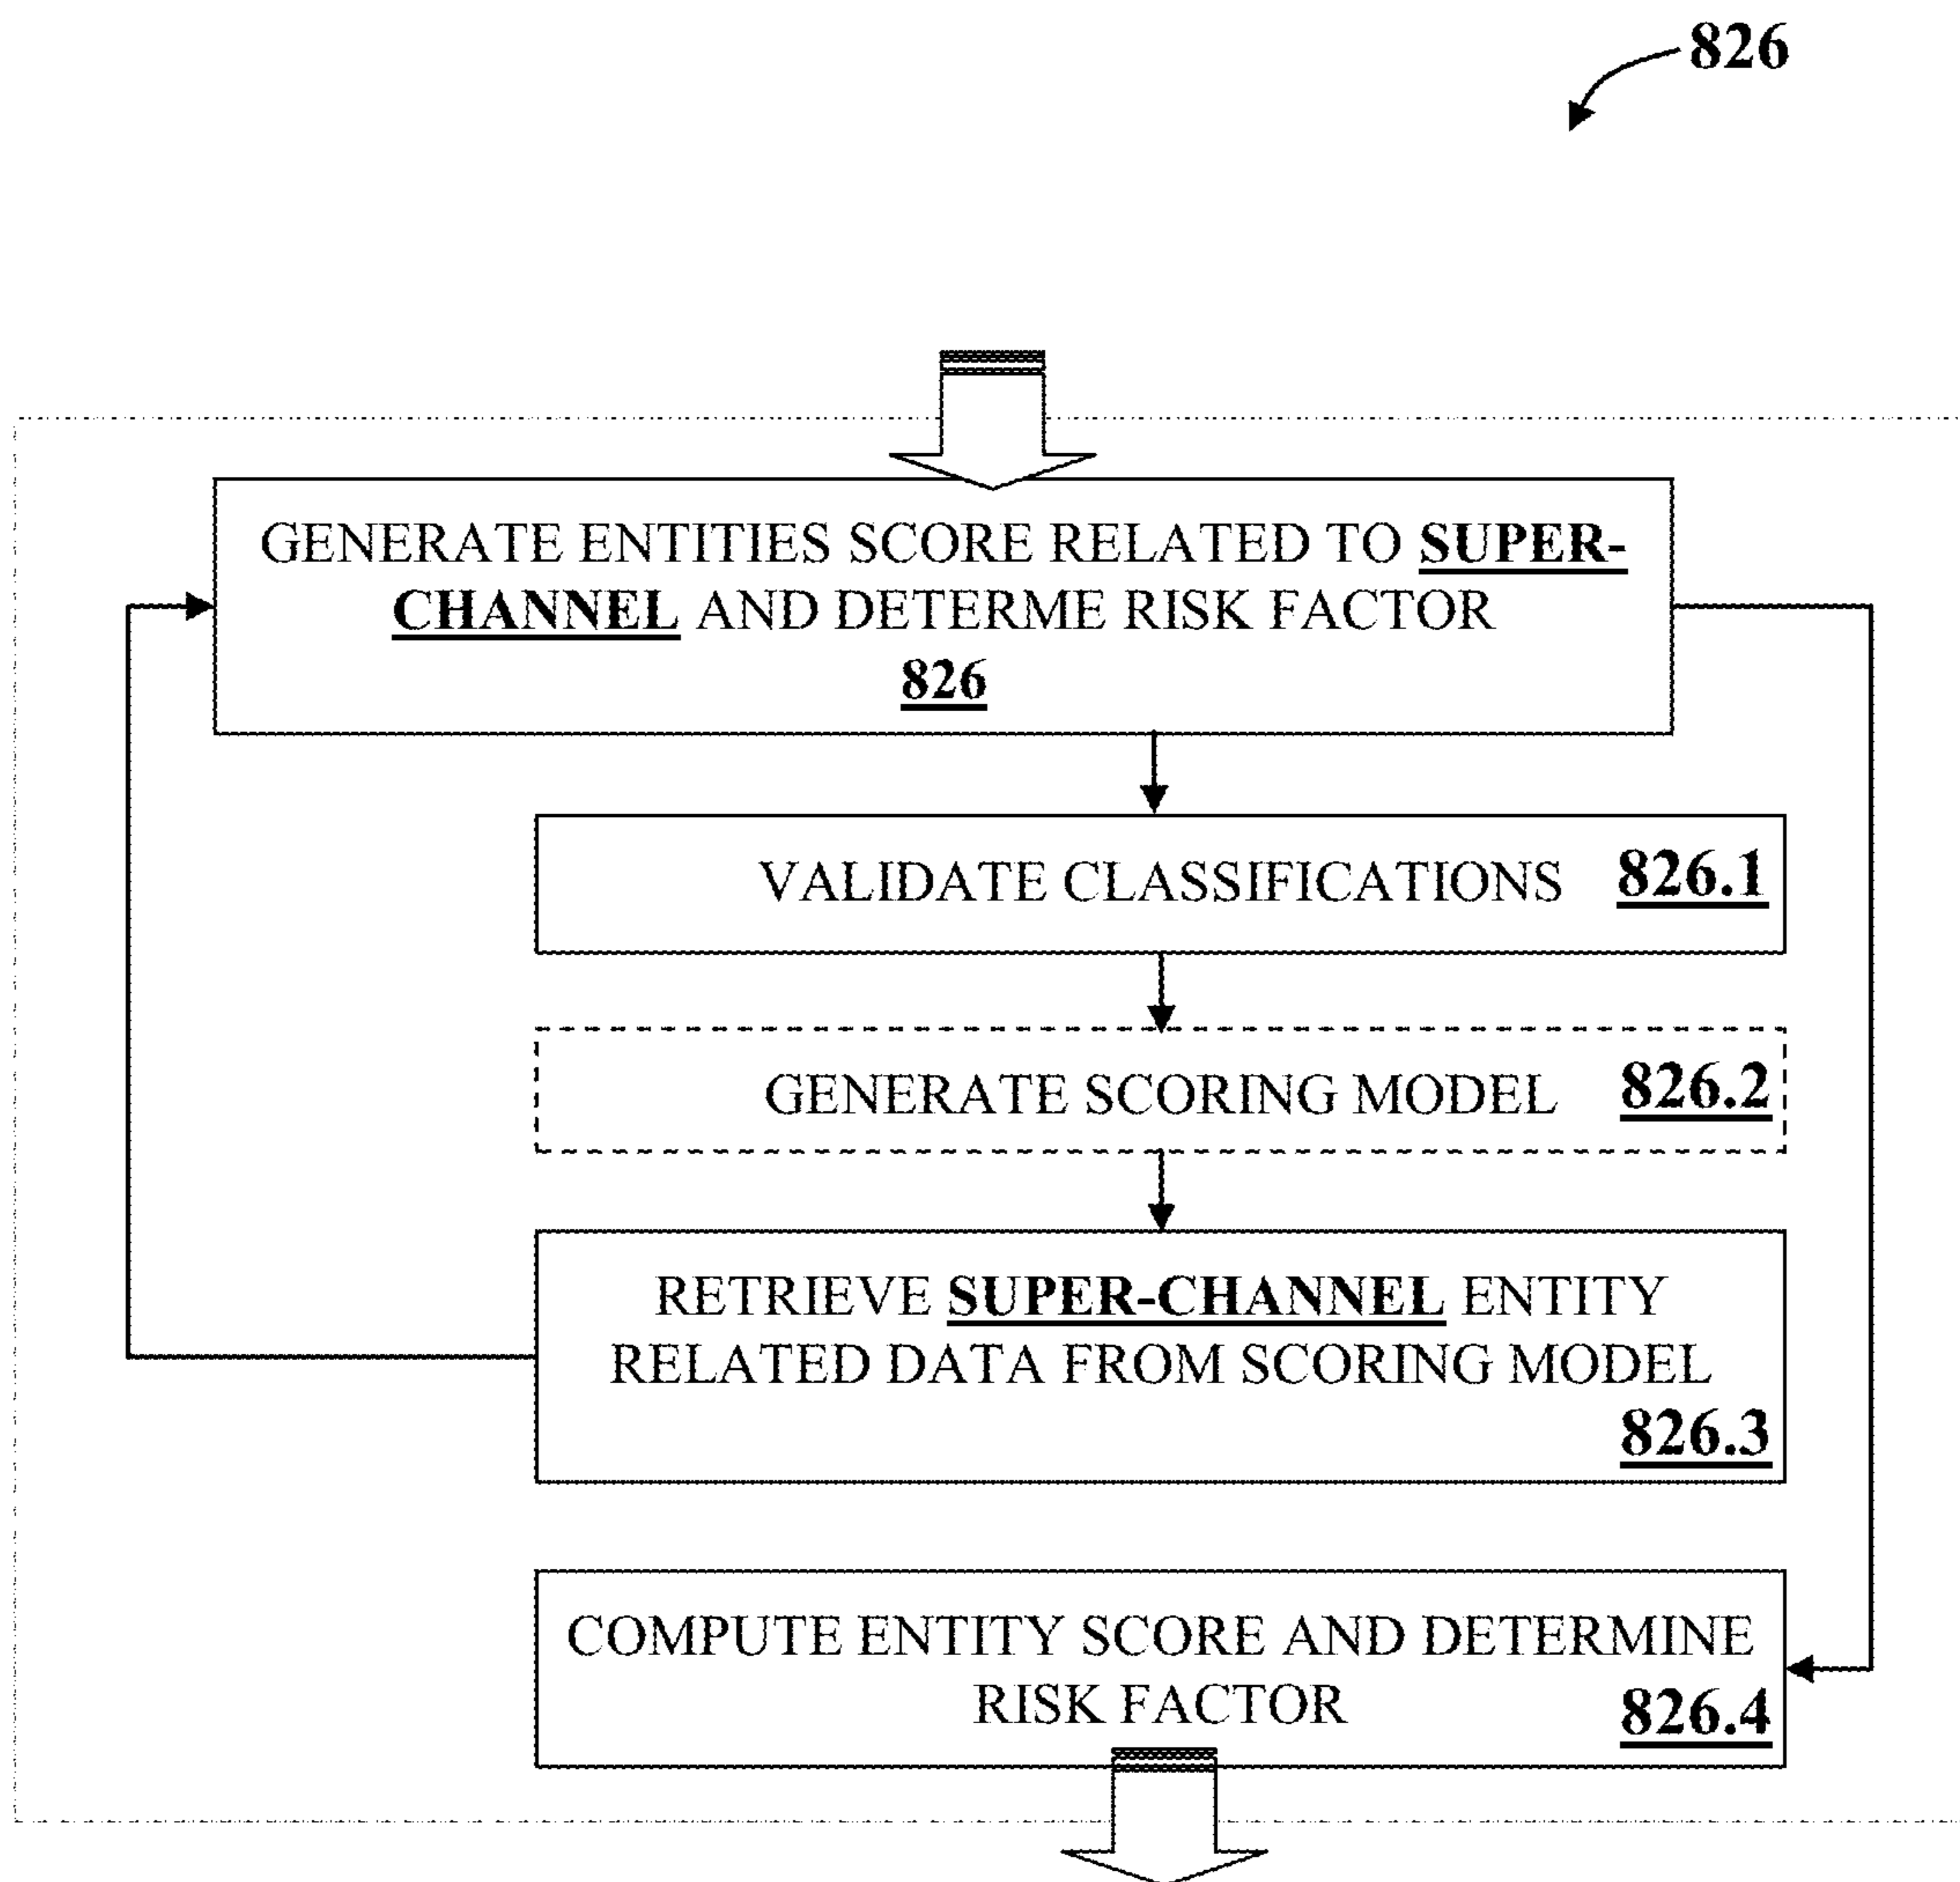 826
GENERATE ENTITIES SCORE RELATED TO SUPER-
CHANNEL AND DETERME RISK FACTOR
826
VALIDATE CLASSIFICATIONS 826.1
GENERATE SCORING MODEL 826.2
RETRIEVE SUPER-CHANNEL ENTITY
RELATED DATA FROM SCORING MODEL
826.3
COMPUTE ENTITY SCORE AND DETERMINE
RISK FACTOR 826.4